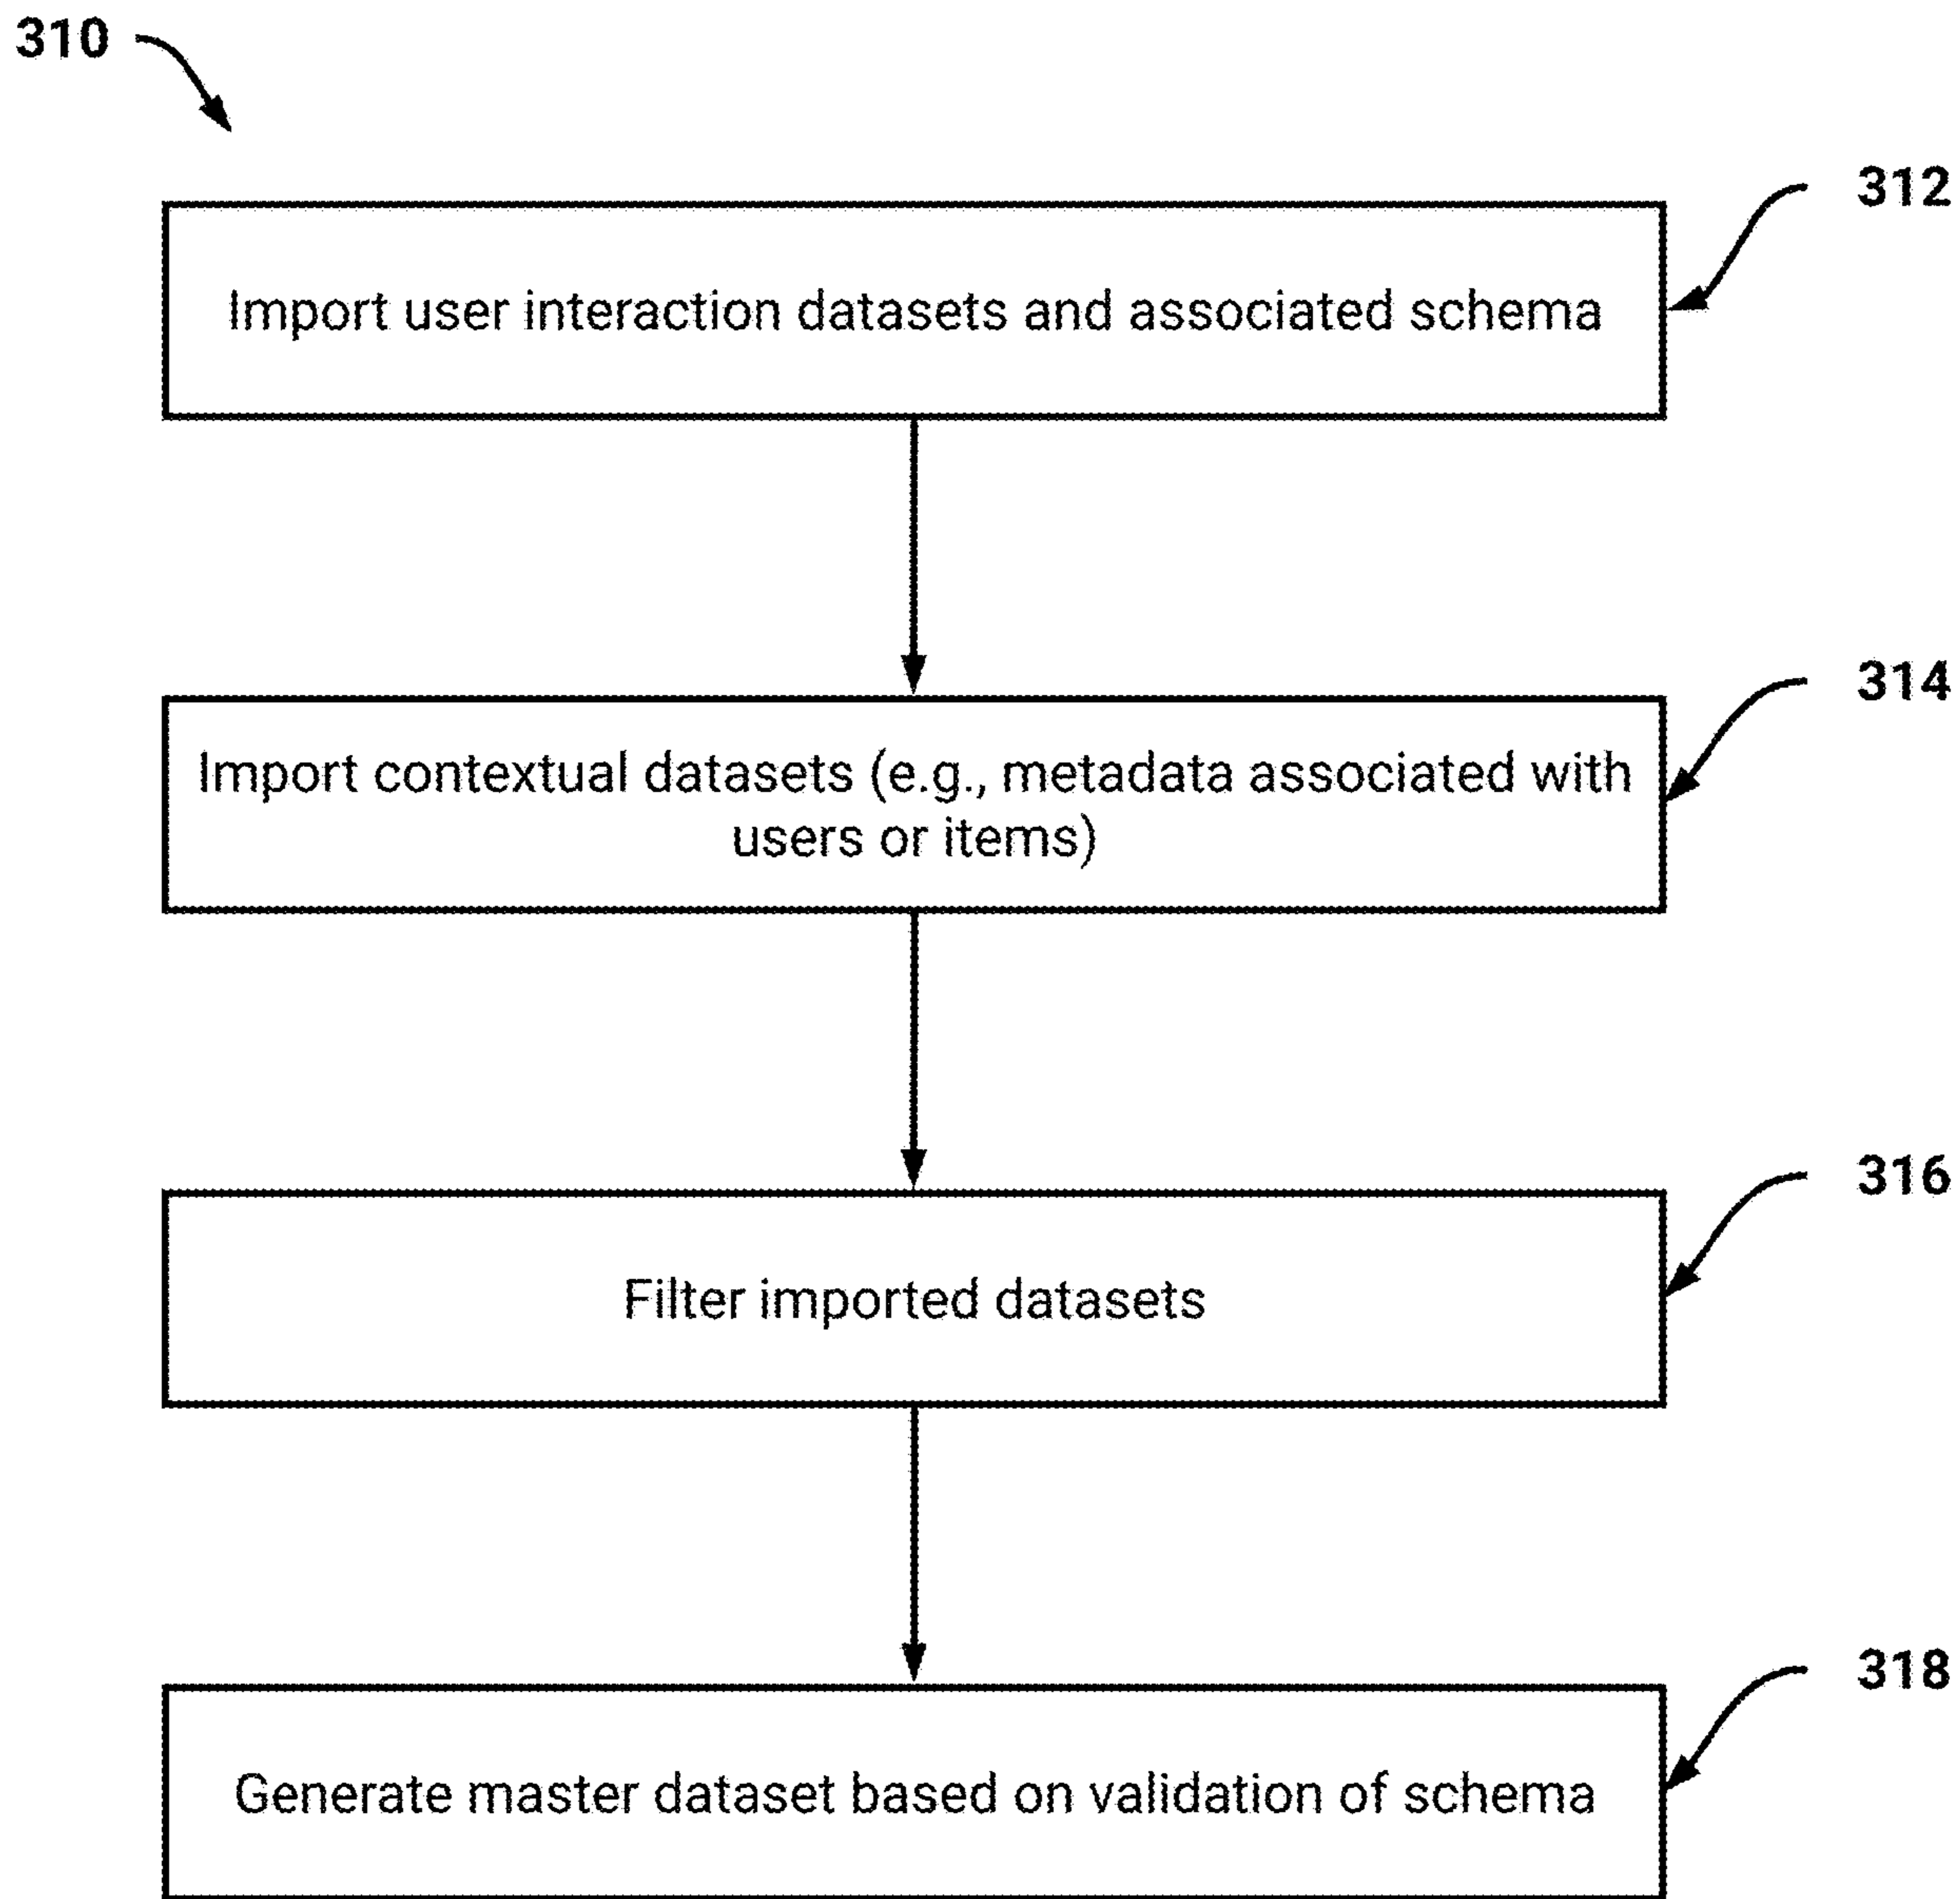 310
312
Import user interaction datasets and associated schema
314
Import contextual datasets (e.g., metadata associated with
users or items)
316
Filter imported datasets
318
Generate master dataset based on validation of schema